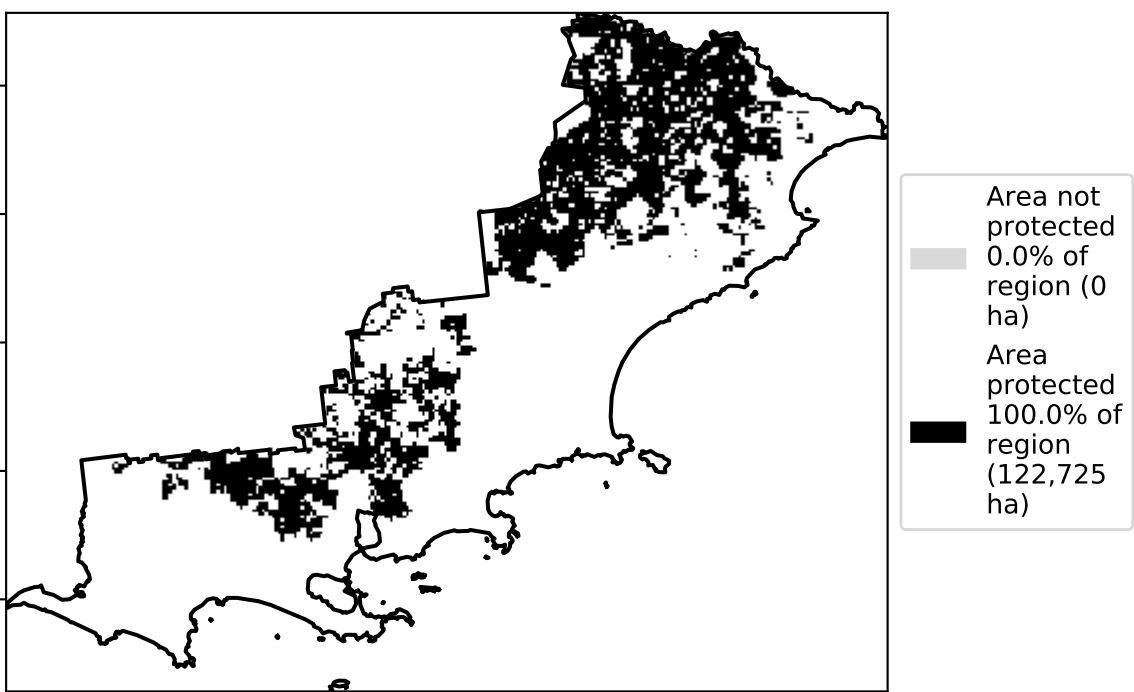 Area not
protected
0.0% of
region (0
ha)
Area
protected
100.0% of
region
(122,725
ha)